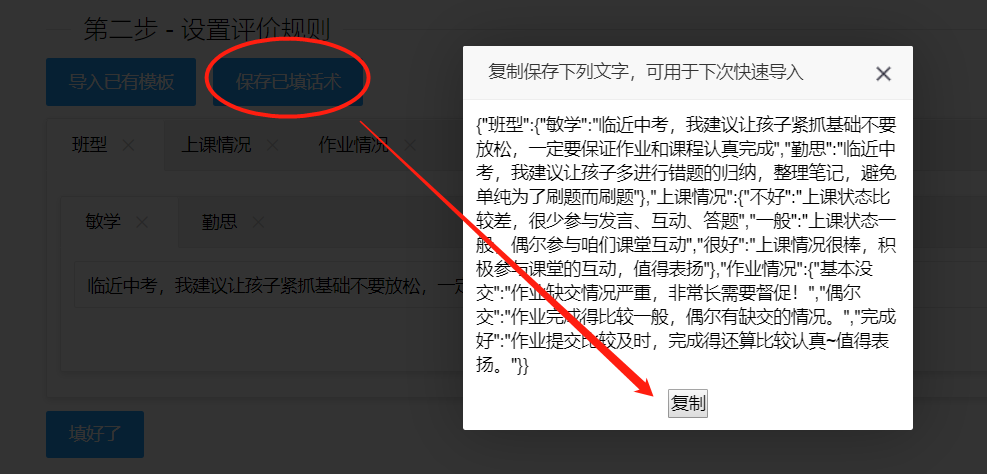 第二步 - 设置评价规则
导入已有模板
保存已填话术
班型
上课情况
作业情况
敏学
勤思
临近中考，我建议让孩子紧抓基础不要放松，一定
填好了
复制保存下列文字，可用于下次快速导入
{"班型":{"敏学":"临近中考，我建议让孩子紧抓基础不要
放松，一定要保证作业和课程认真完成","勤思":"临近中
考，我建议让孩子多进行错题的归纳，整理笔记，避免
单纯为了刷题而刷题"},"上课情况":{"不好":"上课状态比
较差，很少参与发言、互动、答题","一般":"上课状态一
般，偶尔参与咱们课堂互动","很好":"上课情况很棒，积
极参与课堂的互动，值得表扬"},"作业情况":{"基本没
交":"作业缺交情况严重，非常长需要督促！","偶尔
交":"作业完成得比较一般，偶尔有缺交的情况。","完成
好":"作业提交比较及时，完成得还算比较认真~值得表
扬。"}}
复制